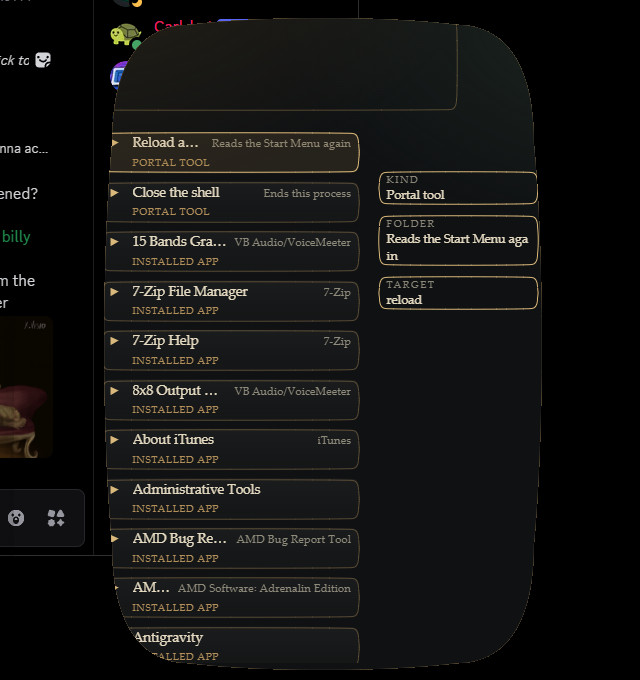 ick to
nna ac...
ened?
billy
m the
er
Reload a... Reads the Start Menu again
PORTAL TOOL
Close the shell Ends this process
PORTAL TOOL
15 Bands Gra... VB Audio/VoiceMeeter
INSTALLED APP
7-Zip File Manager 7-Zip
INSTALLED APP
7-Zip Help 7-Zip
INSTALLED APP
8x8 Output ... VB Audio/VoiceMeeter
INSTALLED APP
About iTunes iTunes
INSTALLED APP
Administrative Tools
INSTALLED APP
AMD Bug Re... AMD Bug Report Tool
INSTALLED APP
AM... AMD Software: Adrenalin Edition
INSTALLED APP
Antigravity
INSTALLED APP
KIND
Portal tool
FOLDER
Reads the Start Menu aga
in
TARGET
reload